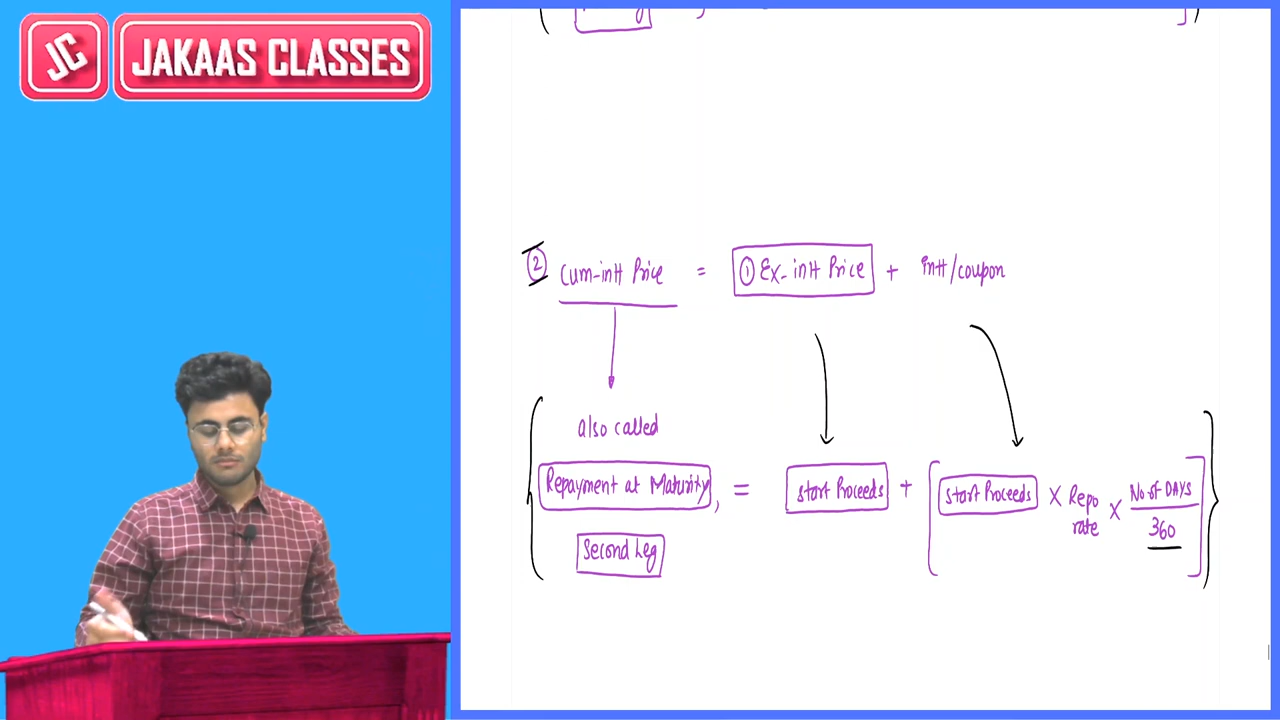 JC JAKAAS CLASSES
② Cum-intt Price = ① Ex-intt Price + intt/coupon
also called
Repayment at Maturity, = start Proceeds + [start Proceeds × Repo rate × No of DAYS / 360]
Second Leg